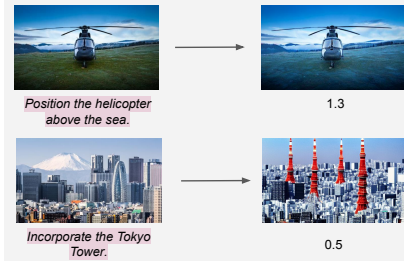 Position the helicopter
above the sea.
1.3
Incorporate the Tokyo
Tower.
0.5